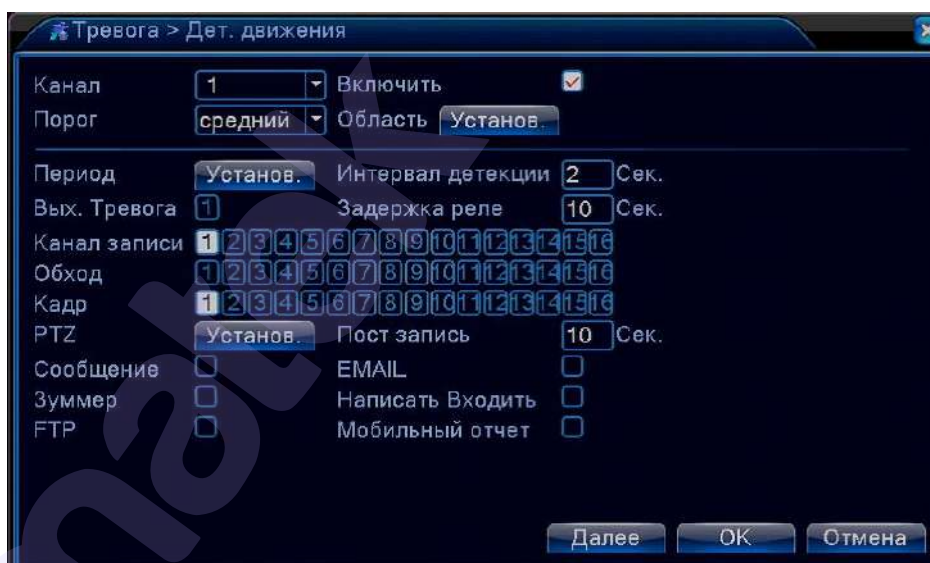 Тревога > Дет. движения
Канал 1 Включить
Порог средний Область Установ.
Период Установ. Интервал детекции 2 Сек.
Вых. Тревога 1 Задержка реле 10 Сек.
Канал записи 1 2 3 4 5 6 7 8 9 10 11 12 13 14 15 16
Обход 1 2 3 4 5 6 7 8 9 10 11 12 13 14 15 16
Кадр 1 2 3 4 5 6 7 8 9 10 11 12 13 14 15 16
PTZ Установ. Пост запись 10 Сек.
Сообщение EMAIL
Зуммер Написать Входить
FTP Мобильный отчет
Далее OK Отмена